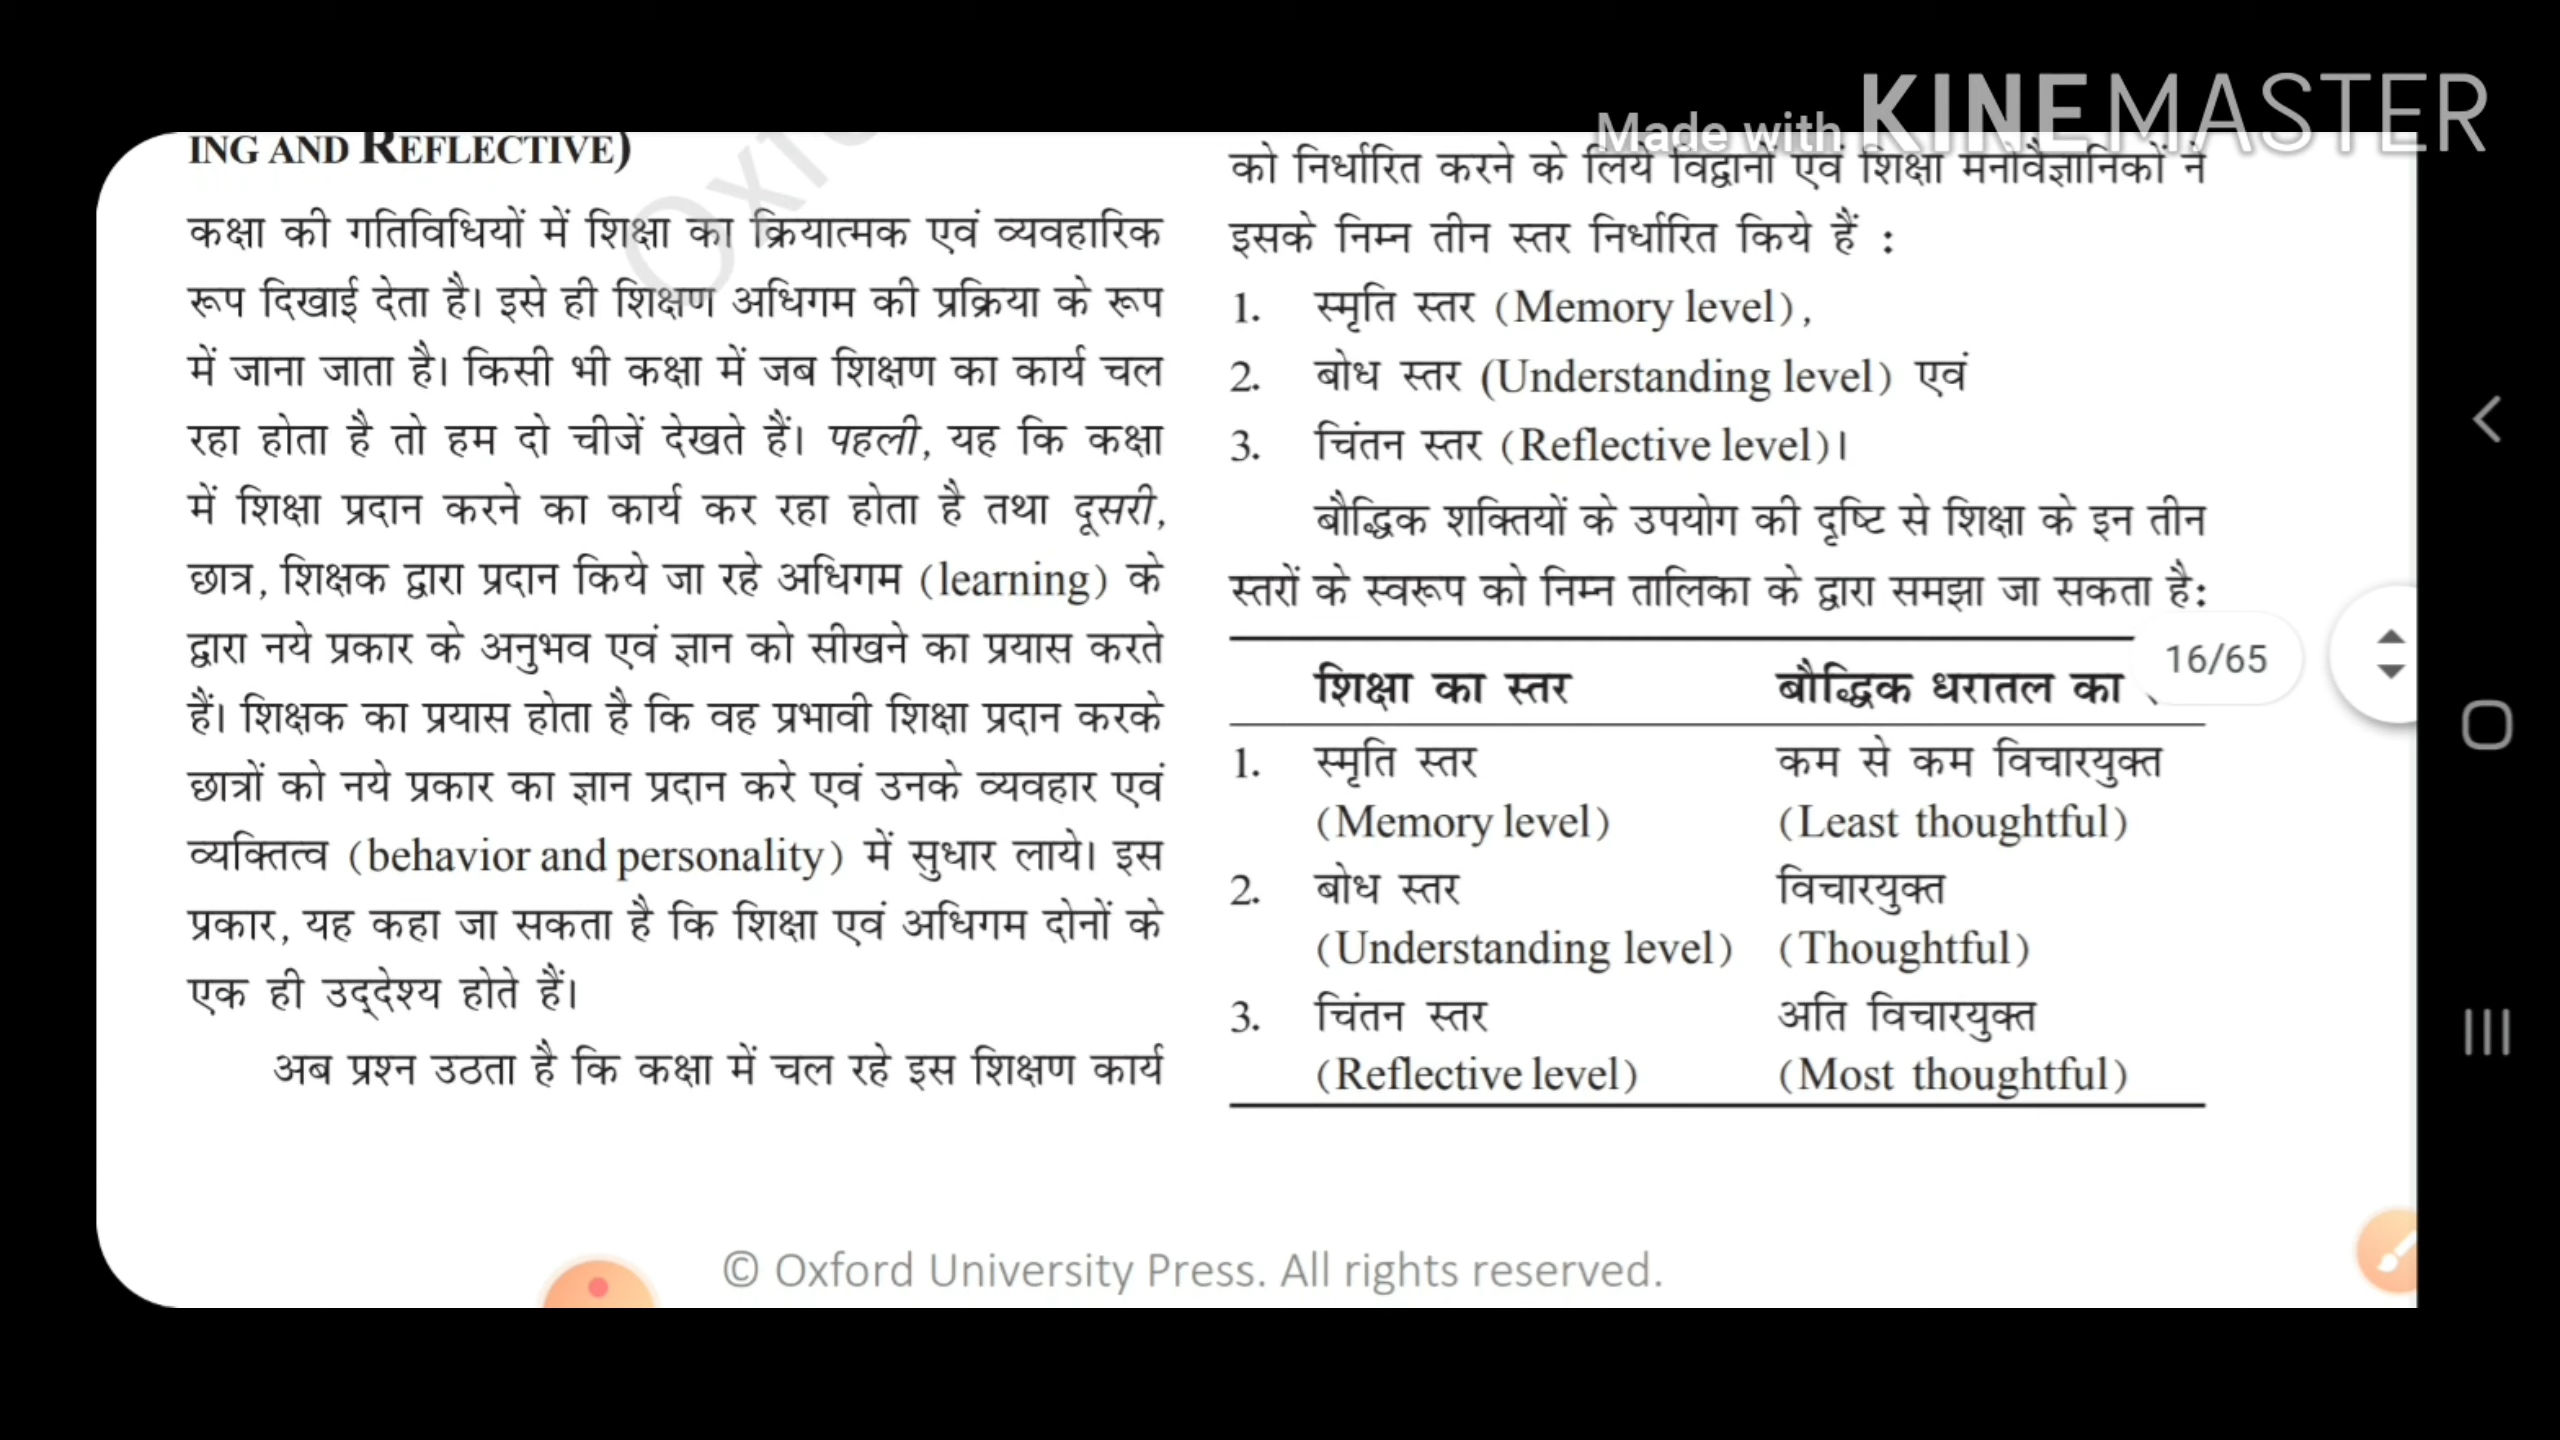 Made with KINEMASTER
ING AND REFLECTIVE)
कक्षा की गतिविधियों में शिक्षा का क्रियात्मक एवं व्यवहारिक
रूप दिखाई देता है। इसे ही शिक्षण अधिगम की प्रक्रिया के रूप
में जाना जाता है। किसी भी कक्षा में जब शिक्षण का कार्य चल
रहा होता है तो हम दो चीजें देखते हैं। पहली, यह कि कक्षा
में शिक्षा प्रदान करने का कार्य कर रहा होता है तथा दूसरी,
छात्र, शिक्षक द्वारा प्रदान किये जा रहे अधिगम (learning) के
द्वारा नये प्रकार के अनुभव एवं ज्ञान को सीखने का प्रयास करते
हैं। शिक्षक का प्रयास होता है कि वह प्रभावी शिक्षा प्रदान करके
छात्रों को नये प्रकार का ज्ञान प्रदान करे एवं उनके व्यवहार एवं
व्यक्तित्व (behavior and personality) में सुधार लाये। इस
प्रकार, यह कहा जा सकता है कि शिक्षा एवं अधिगम दोनों के
एक ही उद्देश्य होते हैं।
अब प्रश्न उठता है कि कक्षा में चल रहे इस शिक्षण कार्य
को निर्धारित करने के लिये विद्वानों एवं शिक्षा मनोवैज्ञानिकों ने
इसके निम्न तीन स्तर निर्धारित किये हैं :
1. स्मृति स्तर (Memory level),
2. बोध स्तर (Understanding level) एवं
3. चिंतन स्तर (Reflective level)।
बौद्धिक शक्तियों के उपयोग की दृष्टि से शिक्षा के इन तीन
स्तरों के स्वरूप को निम्न तालिका के द्वारा समझा जा सकता है:
शिक्षा का स्तर बौद्धिक धरातल का
16/65
1. स्मृति स्तर कम से कम विचारयुक्त
(Memory level) (Least thoughtful)
2. बोध स्तर विचारयुक्त
(Understanding level) (Thoughtful)
3. चिंतन स्तर अति विचारयुक्त
(Reflective level) (Most thoughtful)
© Oxford University Press. All rights reserved.